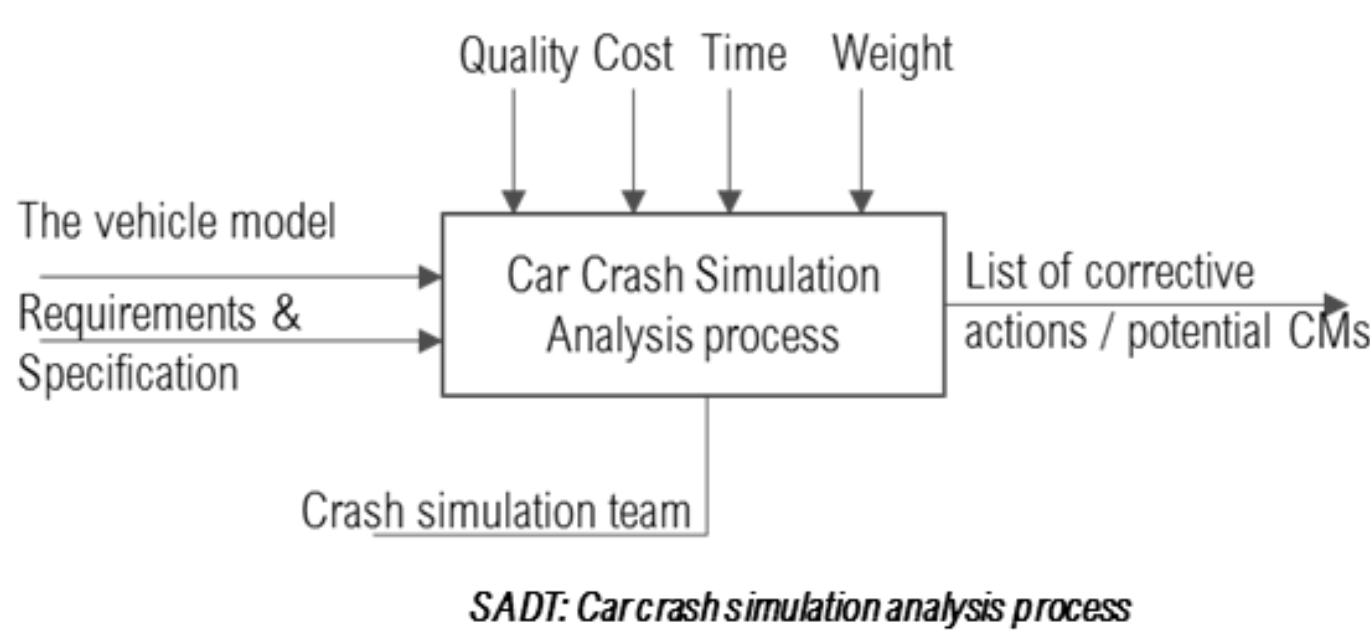 Quality Cost Time Weight
The vehicle model
Requirements &
Specification
Car Crash Simulation
Analysis process
List of corrective
actions / potential CMs
Crash simulation team
SADT: Car crash simulation analysis process